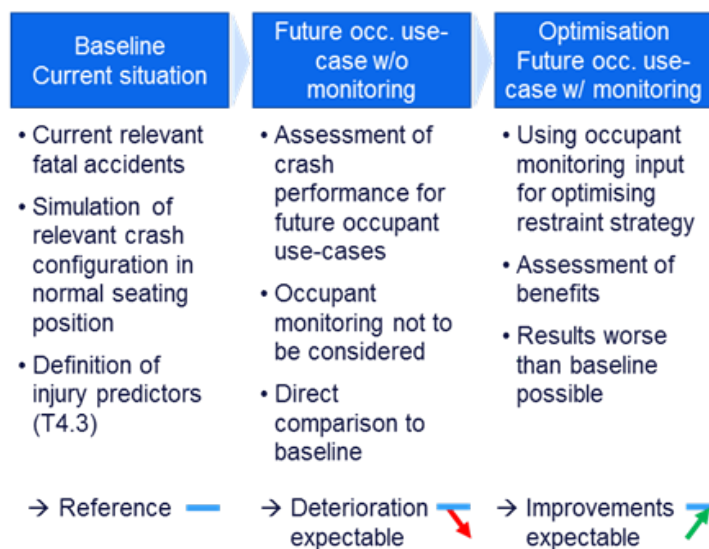 Baseline
Current situation
• Current relevant
fatal accidents
• Simulation of
relevant crash
configuration in
normal seating
position
• Definition of
injury predictors
(T4.3)
→ Reference
Future occ. use-
case w/o
monitoring
• Assessment of
crash
performance for
future occupant
use-cases
• Occupant
monitoring not to
be considered
• Direct
comparison to
baseline
→ Deterioration
expectable
Optimisation
Future occ. use-
case w/ monitoring
• Using occupant
monitoring input
for optimising
restraint strategy
• Assessment of
benefits
• Results worse
than baseline
possible
→ Improvements
expectable